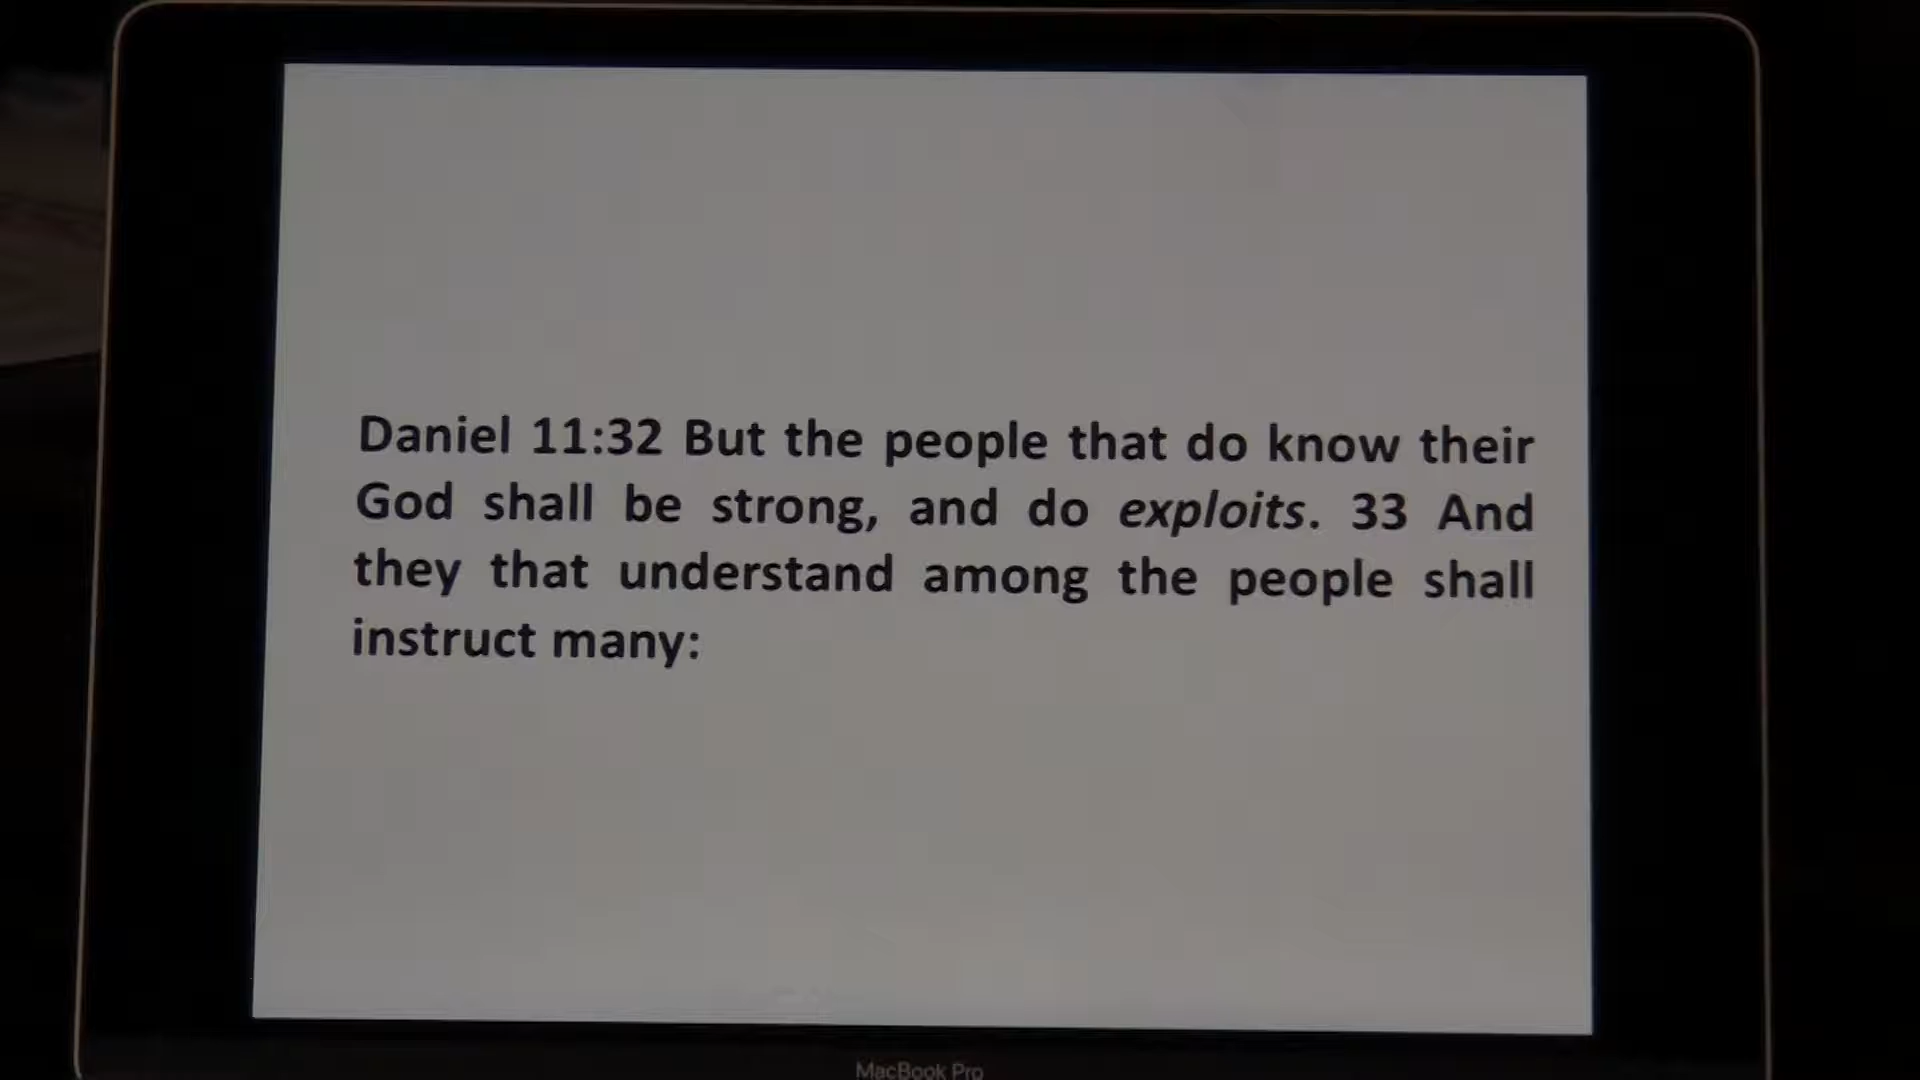 Daniel 11:32 But the people that do know their
God shall be strong, and do exploits. 33 And
they that understand among the people shall
instruct many:
MacBook Pro